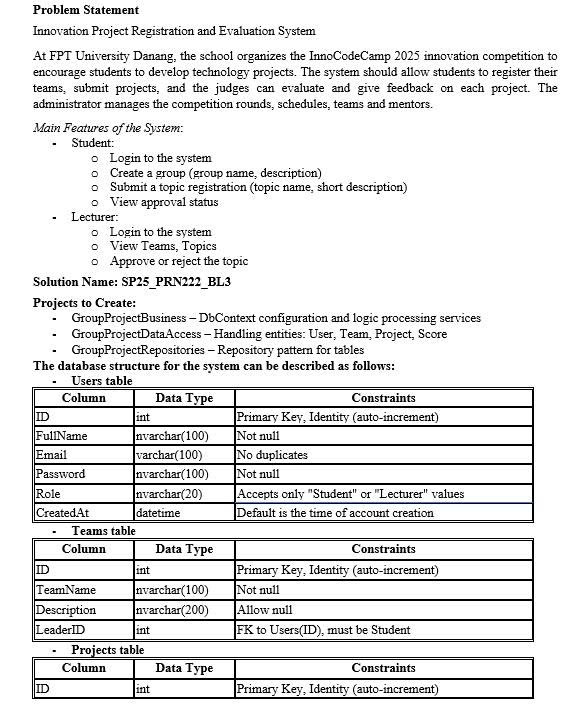 Problem Statement
Innovation Project Registration and Evaluation System
At FPT University Danang, the school organizes the InnoCodeCamp 2025 innovation competition to
encourage students to develop technology projects. The system should allow students to register their
teams, submit projects, and the judges can evaluate and give feedback on each project. The
administrator manages the competition rounds, schedules, teams and mentors.
Main Features of the System:
- Student:
o Login to the system
o Create a group (group name, description)
o Submit a topic registration (topic name, short description)
o View approval status
- Lecturer:
o Login to the system
o View Teams, Topics
o Approve or reject the topic
Solution Name: SP25_PRN222_BL3
Projects to Create:
- GroupProjectBusiness – DbContext configuration and logic processing services
- GroupProjectDataAccess – Handling entities: User, Team, Project, Score
- GroupProjectRepositories – Repository pattern for tables
The database structure for the system can be described as follows:
- Users table
Column Data Type Constraints
ID int Primary Key, Identity (auto-increment)
FullName nvarchar(100) Not null
Email varchar(100) No duplicates
Password nvarchar(100) Not null
Role nvarchar(20) Accepts only "Student" or "Lecturer" values
CreatedAt datetime Default is the time of account creation
- Teams table
Column Data Type Constraints
ID int Primary Key, Identity (auto-increment)
TeamName nvarchar(100) Not null
Description nvarchar(200) Allow null
LeaderID int FK to Users(ID), must be Student
- Projects table
Column Data Type Constraints
ID int Primary Key, Identity (auto-increment)